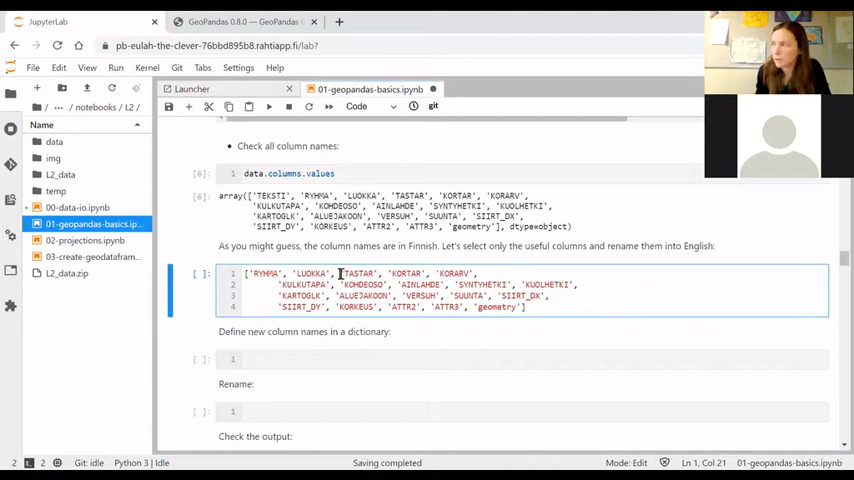 JupyterLab
GeoPandas 0.8.0 — GeoPandas 0.
pb-eulah-the-clever-76bbd895b8.rahtiapp.fi/lab?
File Edit View Run Kernel Git Tabs Settings Help
Launcher
01-geopandas-basics.ipynb
Code
git
/ ··· / notebooks / L2 /
Name
data
img
L2_data
temp
00-data-io.ipynb
01-geopandas-basics.ip...
02-projections.ipynb
03-create-geodatafram...
L2_data.zip
Check all column names:
[6]: 1 data.columns.values
[6]: array(['TEKSTI', 'RYHMA', 'LUOKKA', 'TASTAR', 'KORTAR', 'KORARV',
'KULKUTAPA', 'KOHDEOSO', 'AINLAHDE', 'SYNTYHETKI', 'KUOLHETKI',
'KARTOGLK', 'ALUEJAKOON', 'VERSUH', 'SUUNTA', 'SIIRT_DX',
'SIIRT_DY', 'KORKEUS', 'ATTR2', 'ATTR3', 'geometry'], dtype=object)
As you might guess, the column names are in Finnish. Let's select only the useful columns and rename them into English:
[ ]: 1 ['RYHMA', 'LUOKKA', 'TASTAR', 'KORTAR', 'KORARV',
2 'KULKUTAPA', 'KOHDEOSO', 'AINLAHDE', 'SYNTYHETKI', 'KUOLHETKI',
3 'KARTOGLK', 'ALUEJAKOON', 'VERSUH', 'SUUNTA', 'SIIRT_DX',
4 'SIIRT_DY', 'KORKEUS', 'ATTR2', 'ATTR3', 'geometry']
Define new column names in a dictionary:
[ ]: 1
Rename:
[ ]: 1
Check the output:
2 2 Git: idle Python 3 | Idle Saving completed Mode: Edit Ln 1, Col 21 01-geopandas-basics.ipynb